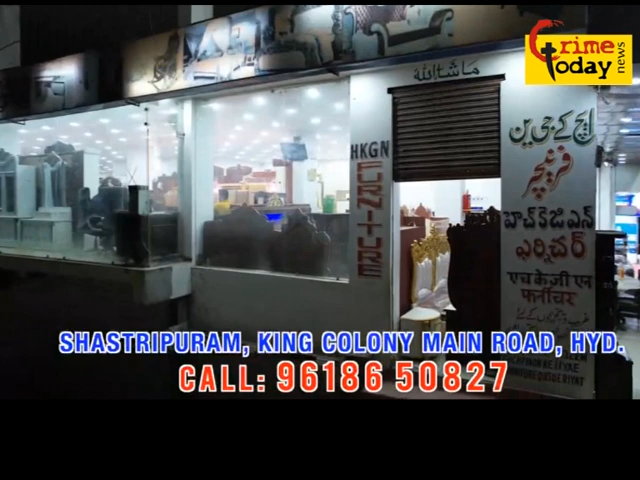 Crime
Today
news
ماشاءالله
HKGN
FURNITURE
ایچ کے جی ین
فرنیچر
హెచ్ కెజిఎన్
ఫర్నిచర్
एच के जी एन
फर्नीचर
SHASTRIPURAM, KING COLONY MAIN ROAD, HYD.
CALL: 96186 50827